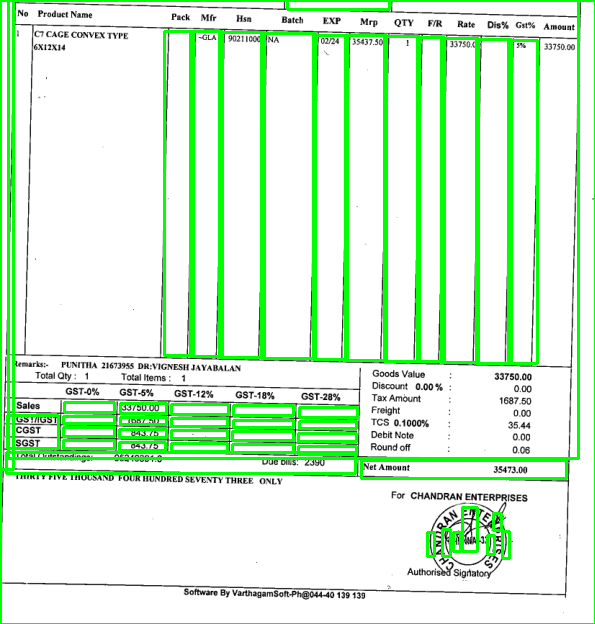 No Product Name Pack Mfr Hsn Batch EXP Mrp QTY F/R Rate Dis% Gst% Amount
1 C7 CAGE CONVEX TYPE ~GLA 90211000 NA 02/24 35437.50 1 33750.0 5% 33750.00
6X12X14
Remarks:- PUNITHA 21673955 DR:VIGNESH JAYABALAN
Total Qty : 1 Total Items : 1
GST-0% GST-5% GST-12% GST-18% GST-28%
Sales 33750.00
GST/IGST 1687.50
CGST 843.75
SGST 843.75
Total Outstandings: Due Bills: 2390
Goods Value : 33750.00
Discount 0.00 % : 0.00
Tax Amount : 1687.50
Freight : 0.00
TCS 0.1000% : 35.44
Debit Note : 0.00
Round off : 0.06
Net Amount 35473.00
THIRTY FIVE THOUSAND FOUR HUNDRED SEVENTY THREE ONLY
For CHANDRAN ENTERPRISES
CHANDRAN ENTERPRISES
Authorised Signatory
Software By VarthagamSoft-Ph@044-40 139 139